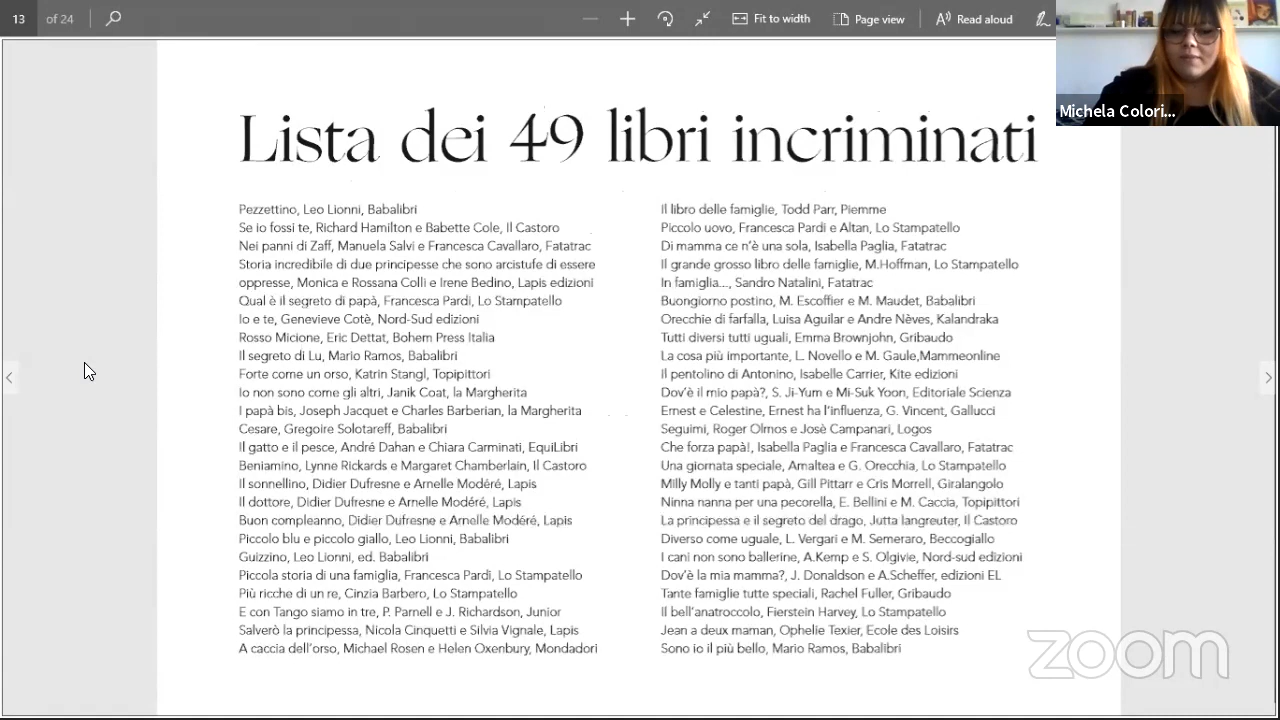 13 of 24 Fit to width Page view Read aloud
Michela Colori...
Lista dei 49 libri incriminati
Pezzettino, Leo Lionni, Babalibri
Se io fossi te, Richard Hamilton e Babette Cole, Il Castoro
Nei panni di Zaff, Manuela Salvi e Francesca Cavallaro, Fatatrac
Storia incredibile di due principesse che sono arcistufe di essere
oppresse, Monica e Rossana Colli e Irene Bedino, Lapis edizioni
Qual è il segreto di papà, Francesca Pardi, Lo Stampatello
Io e te, Genevieve Cotè, Nord-Sud edizioni
Rosso Micione, Eric Dettat, Bohem Press Italia
Il segreto di Lu, Mario Ramos, Babalibri
Forte come un orso, Katrin Stangl, Topipittori
Io non sono come gli altri, Janik Coat, la Margherita
I papà bis, Joseph Jacquet e Charles Barberian, la Margherita
Cesare, Gregoire Solotareff, Babalibri
Il gatto e il pesce, André Dahan e Chiara Carminati, EquiLibri
Beniamino, Lynne Rickards e Margaret Chamberlain, Il Castoro
Il sonnellino, Didier Dufresne e Arnelle Modéré, Lapis
Il dottore, Didier Dufresne e Arnelle Modéré, Lapis
Buon compleanno, Didier Dufresne e Arnelle Modéré, Lapis
Piccolo blu e piccolo giallo, Leo Lionni, Babalibri
Guizzino, Leo Lionni, ed. Babalibri
Piccola storia di una famiglia, Francesca Pardi, Lo Stampatello
Più ricche di un re, Cinzia Barbero, Lo Stampatello
E con Tango siamo in tre, P. Parnell e J. Richardson, Junior
Salverò la principessa, Nicola Cinquetti e Silvia Vignale, Lapis
A caccia dell'orso, Michael Rosen e Helen Oxenbury, Mondadori
Il libro delle famiglie, Todd Parr, Piemme
Piccolo uovo, Francesca Pardi e Altan, Lo Stampatello
Di mamma ce n'è una sola, Isabella Paglia, Fatatrac
Il grande grosso libro delle famiglie, M.Hoffman, Lo Stampatello
In famiglia..., Sandro Natalini, Fatatrac
Buongiorno postino, M. Escoffier e M. Maudet, Babalibri
Orecchie di farfalla, Luisa Aguilar e Andre Nèves, Kalandraka
Tutti diversi tutti uguali, Emma Brownjohn, Gribaudo
La cosa più importante, L. Novello e M. Gaule,Mammeonline
Il pentolino di Antonino, Isabelle Carrier, Kite edizioni
Dov'è il mio papà?, S. Ji-Yum e Mi-Suk Yoon, Editoriale Scienza
Ernest e Celestine, Ernest ha l'influenza, G. Vincent, Gallucci
Seguimi, Roger Olmos e Josè Campanari, Logos
Che forza papà!, Isabella Paglia e Francesca Cavallaro, Fatatrac
Una giornata speciale, Amaltea e G. Orecchia, Lo Stampatello
Milly Molly e tanti papà, Gill Pittarr e Cris Morrell, Giralangolo
Ninna nanna per una pecorella, E. Bellini e M. Caccia, Topipittori
La principessa e il segreto del drago, Jutta langreuter, Il Castoro
Diverso come uguale, L. Vergari e M. Semeraro, Beccogiallo
I cani non sono ballerine, A.Kemp e S. Olgivie, Nord-sud edizioni
Dov'è la mia mamma?, J. Donaldson e A.Scheffer, edizioni EL
Tante famiglie tutte speciali, Rachel Fuller, Gribaudo
Il bell'anatroccolo, Fierstein Harvey, Lo Stampatello
Jean a deux maman, Ophelie Texier, Ecole des Loisirs
Sono io il più bello, Mario Ramos, Babalibri
zoom